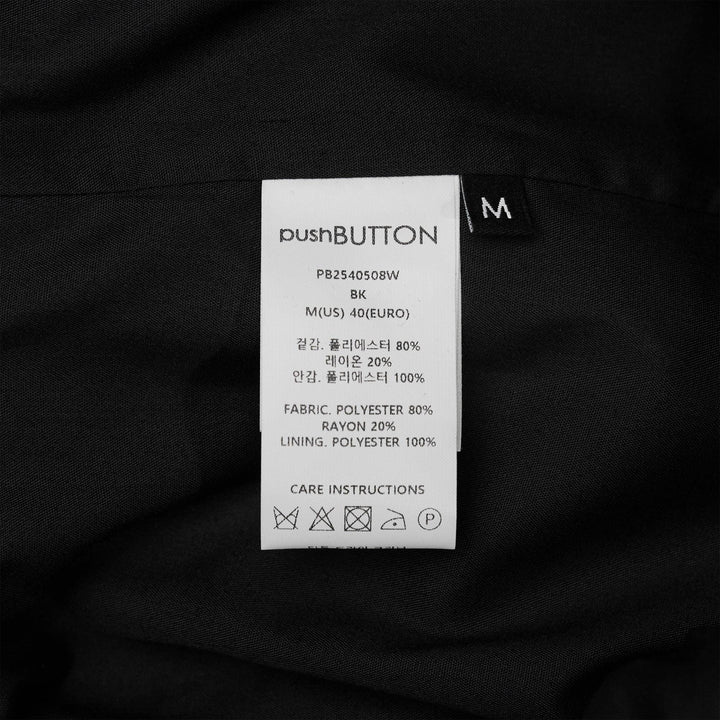 pushBUTTON
M
PB2540508W
BK
M(US) 40(EURO)
겉감. 폴리에스터 80%
레이온 20%
안감. 폴리에스터 100%
FABRIC. POLYESTER 80%
RAYON 20%
LINING. POLYESTER 100%
CARE INSTRUCTIONS
P